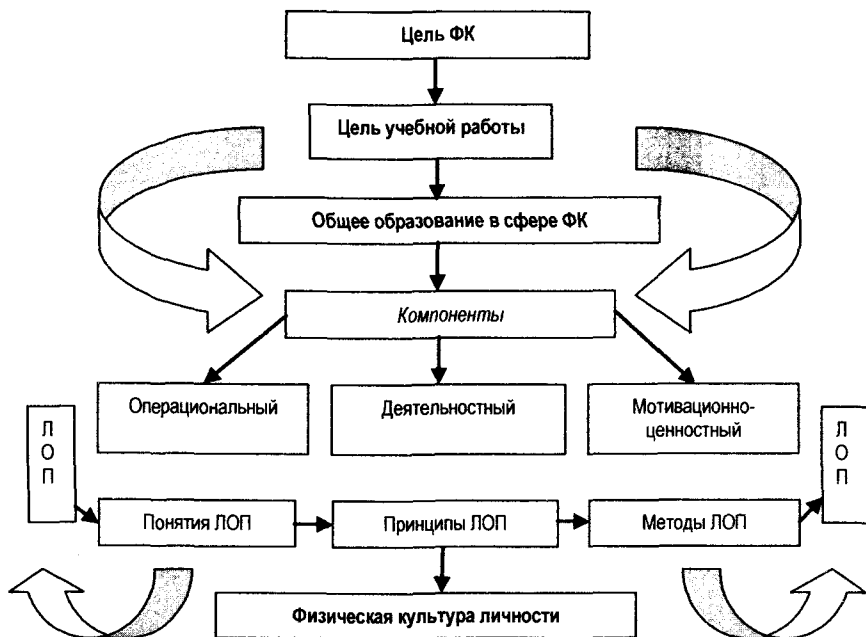 Цель ФК
Цель учебной работы
Общее образование в сфере ФК
Компоненты
Операциональный
Деятельностный
Мотивационно-
ценностный
Л
О
П
Л
О
П
Понятия ЛОП
Принципы ЛОП
Методы ЛОП
Физическая культура личности